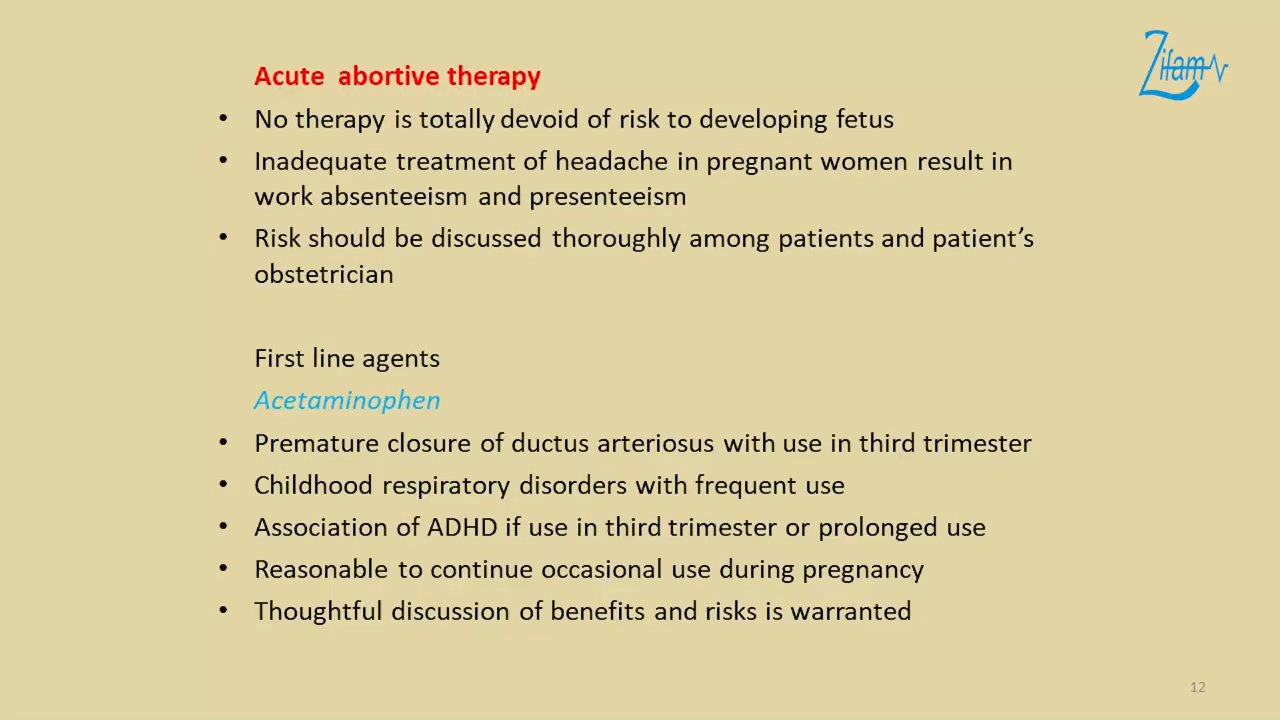 Zifam
Acute abortive therapy
• No therapy is totally devoid of risk to developing fetus
• Inadequate treatment of headache in pregnant women result in
work absenteeism and presenteeism
• Risk should be discussed thoroughly among patients and patient’s
obstetrician
First line agents
Acetaminophen
• Premature closure of ductus arteriosus with use in third trimester
• Childhood respiratory disorders with frequent use
• Association of ADHD if use in third trimester or prolonged use
• Reasonable to continue occasional use during pregnancy
• Thoughtful discussion of benefits and risks is warranted
12